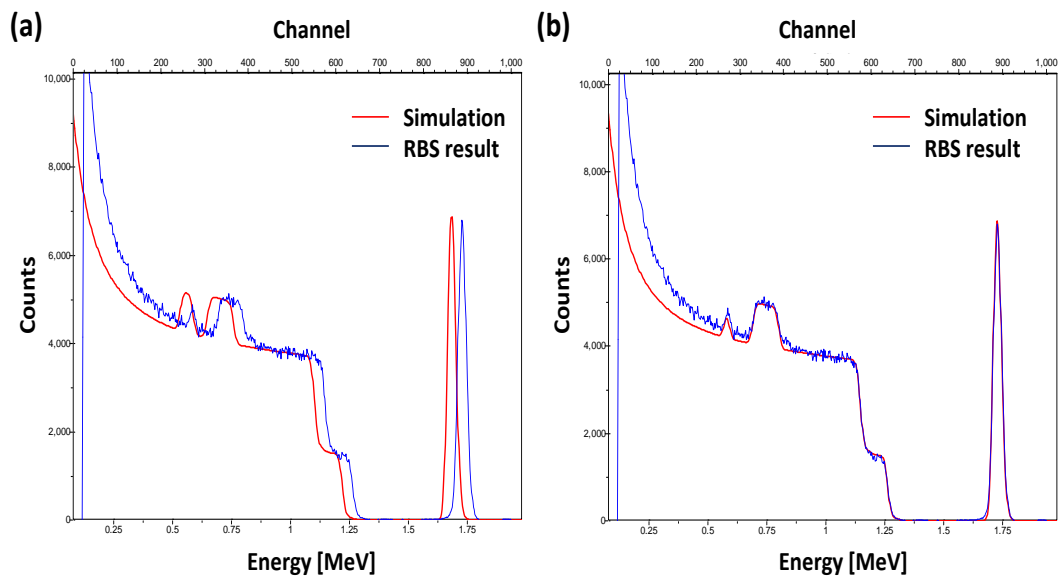 (a)
Channel
0 100 200 300 400 500 600 700 800 900 1,000
10,000
8,000
6,000
4,000
2,000
0
Counts
Simulation
RBS result
0.25 0.5 0.75 1 1.25 1.5 1.75
Energy [MeV]
(b)
Channel
0 100 200 300 400 500 600 700 800 900 1,000
10,000
8,000
6,000
4,000
2,000
0
Counts
Simulation
RBS result
0.25 0.5 0.75 1 1.25 1.5 1.75
Energy [MeV]